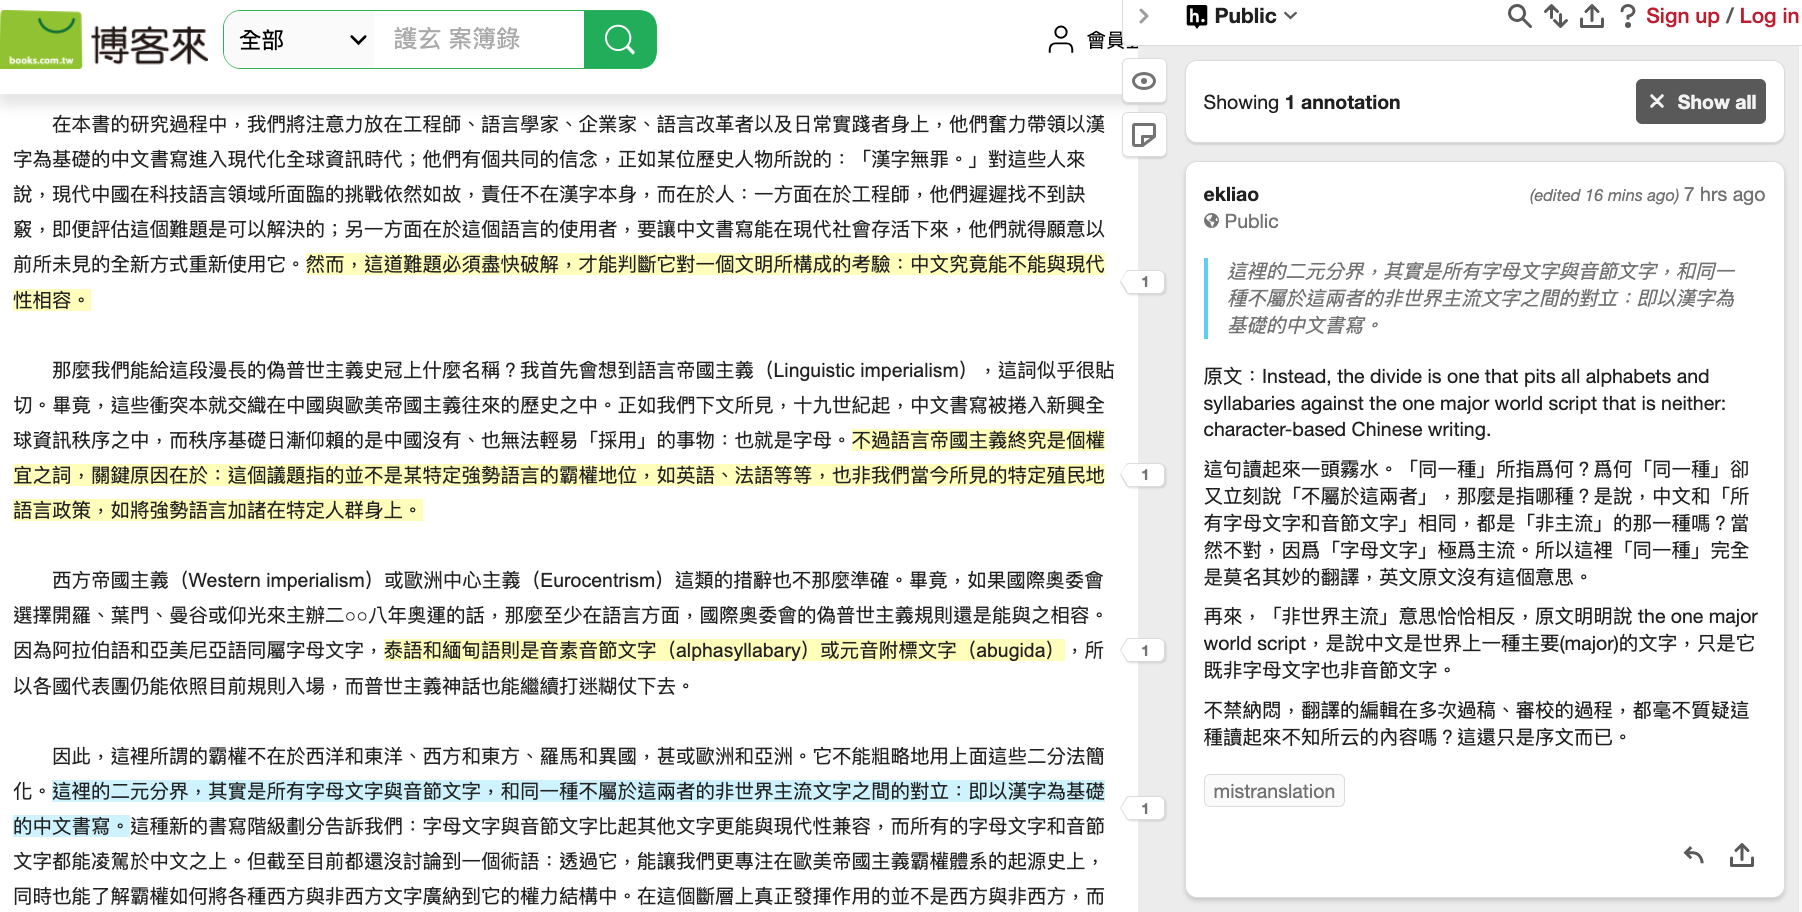 books.com.tw
博客來
全部
護玄 案簿錄
會員
Public
Sign up / Log in
在本書的研究過程中，我們將注意力放在工程師、語言學家、企業家、語言改革者以及日常實踐者身上，他們奮力帶領以漢
字為基礎的中文書寫進入現代化全球資訊時代；他們有個共同的信念，正如某位歷史人物所說的：「漢字無罪。」對這些人來
說，現代中國在科技語言領域所面臨的挑戰依然如故，責任不在漢字本身，而在於人：一方面在於工程師，他們遲遲找不到訣
竅，即便評估這個難題是可以解決的；另一方面在於這個語言的使用者，要讓中文書寫能在現代社會存活下來，他們就得願意以
前所未見的全新方式重新使用它。然而，這道難題必須盡快破解，才能判斷它對一個文明所構成的考驗：中文究竟能不能與現代
性相容。
1
那麼我們能給這段漫長的偽普世主義史冠上什麼名稱？我首先會想到語言帝國主義（Linguistic imperialism），這詞似乎很貼
切。畢竟，這些衝突本就交織在中國與歐美帝國主義往來的歷史之中。正如我們下文所見，十九世紀起，中文書寫被捲入新興全
球資訊秩序之中，而秩序基礎日漸仰賴的是中國沒有、也無法輕易「採用」的事物：也就是字母。不過語言帝國主義終究是個權
宜之詞，關鍵原因在於：這個議題指的並不是某特定強勢語言的霸權地位，如英語、法語等等，也非我們當今所見的特定殖民地
語言政策，如將強勢語言加諸在特定人群身上。
1
西方帝國主義（Western imperialism）或歐洲中心主義（Eurocentrism）這類的措辭也不那麼準確。畢竟，如果國際奧委會
選擇開羅、葉門、曼谷或仰光來主辦二○○八年奧運的話，那麼至少在語言方面，國際奧委會的偽普世主義規則還是能與之相容。
因為阿拉伯語和亞美尼亞語同屬字母文字，泰語和緬甸語則是音素音節文字（alphasyllabary）或元音附標文字（abugida），所
以各國代表團仍能依照目前規則入場，而普世主義神話也能繼續打迷糊仗下去。
1
因此，這裡所謂的霸權不在於西洋和東洋、西方和東方、羅馬和異國，甚或歐洲和亞洲。它不能粗略地用上面這些二分法簡
化。這裡的二元分界，其實是所有字母文字與音節文字，和同一種不屬於這兩者的非世界主流文字之間的對立：即以漢字為基礎
的中文書寫。這種新的書寫階級劃分告訴我們：字母文字與音節文字比起其他文字更能與現代性兼容，而所有的字母文字和音節
文字都能凌駕於中文之上。但截至目前都還沒討論到一個術語：透過它，能讓我們更專注在歐美帝國主義霸權體系的起源史上，
同時也能了解霸權如何將各種西方與非西方文字廣納到它的權力結構中。在這個斷層上真正發揮作用的並不是西方與非西方，而
1
Showing 1 annotation
Show all
ekliao
(edited 16 mins ago) 7 hrs ago
Public
這裡的二元分界，其實是所有字母文字與音節文字，和同一
種不屬於這兩者的非世界主流文字之間的對立：即以漢字為
基礎的中文書寫。
原文：Instead, the divide is one that pits all alphabets and
syllabaries against the one major world script that is neither:
character-based Chinese writing.
這句讀起來一頭霧水。「同一種」所指爲何？爲何「同一種」卻
又立刻說「不屬於這兩者」，那麼是指哪種？是說，中文和「所
有字母文字和音節文字」相同，都是「非主流」的那一種嗎？當
然不對，因爲「字母文字」極爲主流。所以這裡「同一種」完全
是莫名其妙的翻譯，英文原文沒有這個意思。
再來，「非世界主流」意思恰恰相反，原文明明說 the one major
world script，是說中文是世界上一種主要(major)的文字，只是它
既非字母文字也非音節文字。
不禁納悶，翻譯的編輯在多次過稿、審校的過程，都毫不質疑這
種讀起來不知所云的內容嗎？這還只是序文而已。
mistranslation